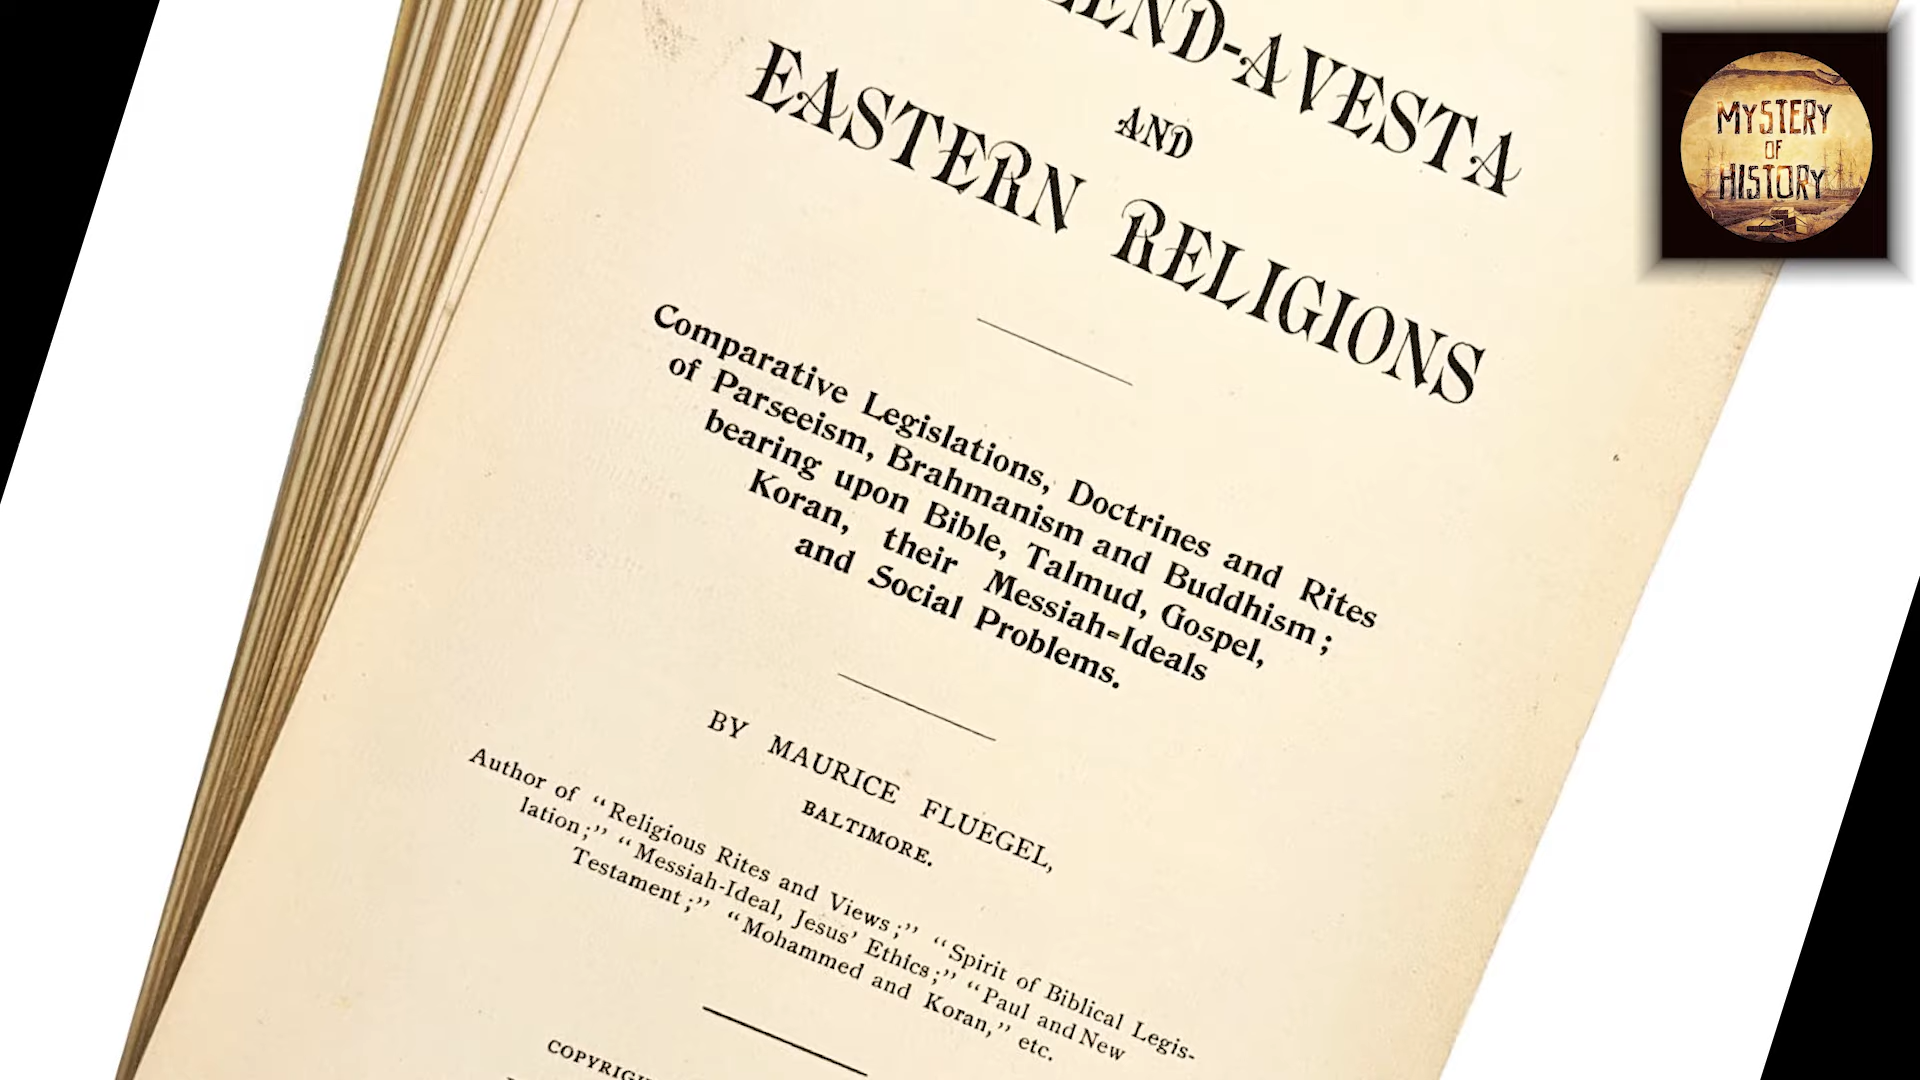 AVESTA
AND
EASTERN RELIGIONS
Comparative Legislations, Doctrines and Rites
of Parseeism, Brahmanism and Buddhism;
bearing upon Bible, Talmud, Gospel,
Koran, their Messiah-Ideals
and Social Problems.
BY MAURICE FLUEGEL,
BALTIMORE.
Author of “Religious Rites and Views;” “Spirit of Biblical Legis-
lation;” “Messiah-Ideal, Jesus’ Ethics;” “Paul and New
Testament;” “Mohammed and Koran,” etc.
MYSTERY
OF
HISTORY